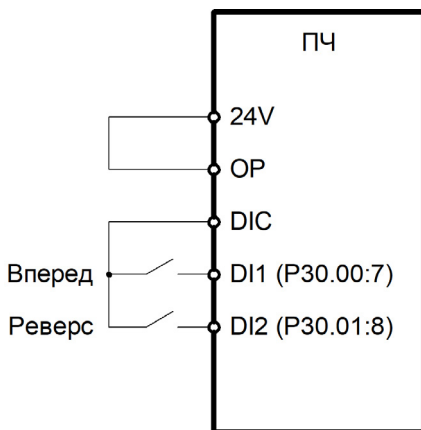 ПЧ
24V
OP
DIC
Вперед
DI1 (P30.00:7)
Реверс
DI2 (P30.01:8)